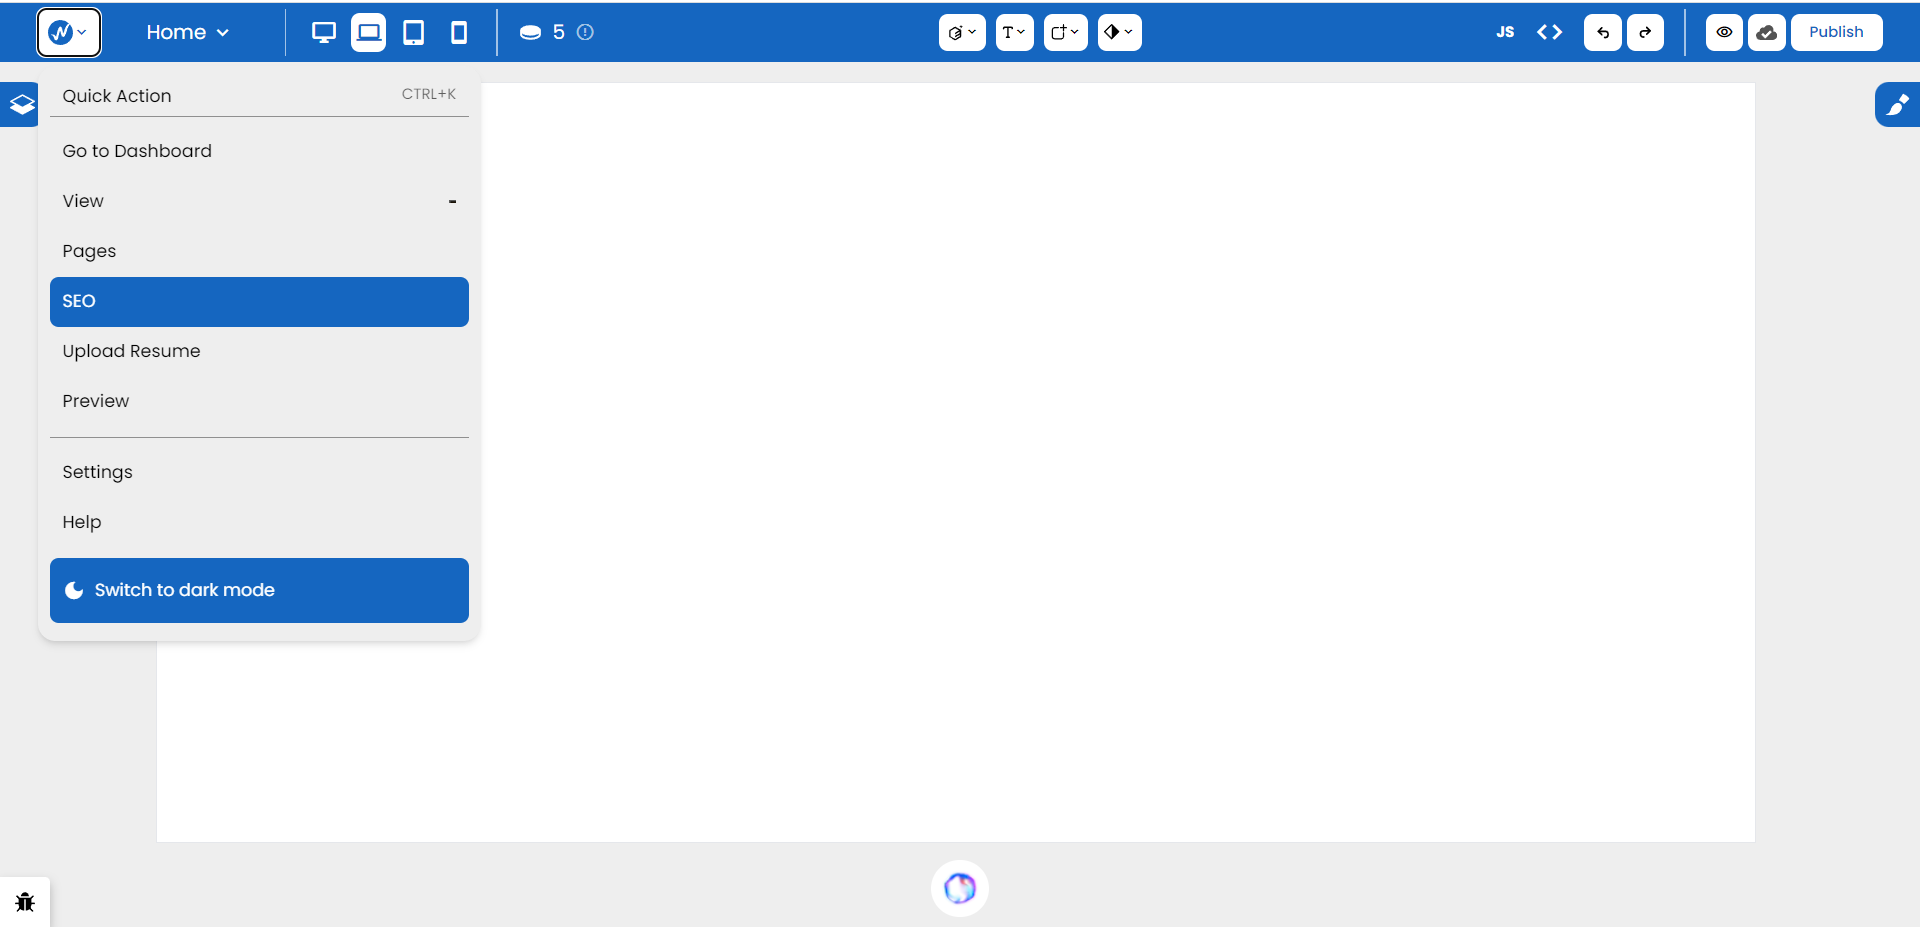 Home
5
T
JS
Publish
Quick Action CTRL+K
Go to Dashboard
View -
Pages
SEO
Upload Resume
Preview
Settings
Help
Switch to dark mode